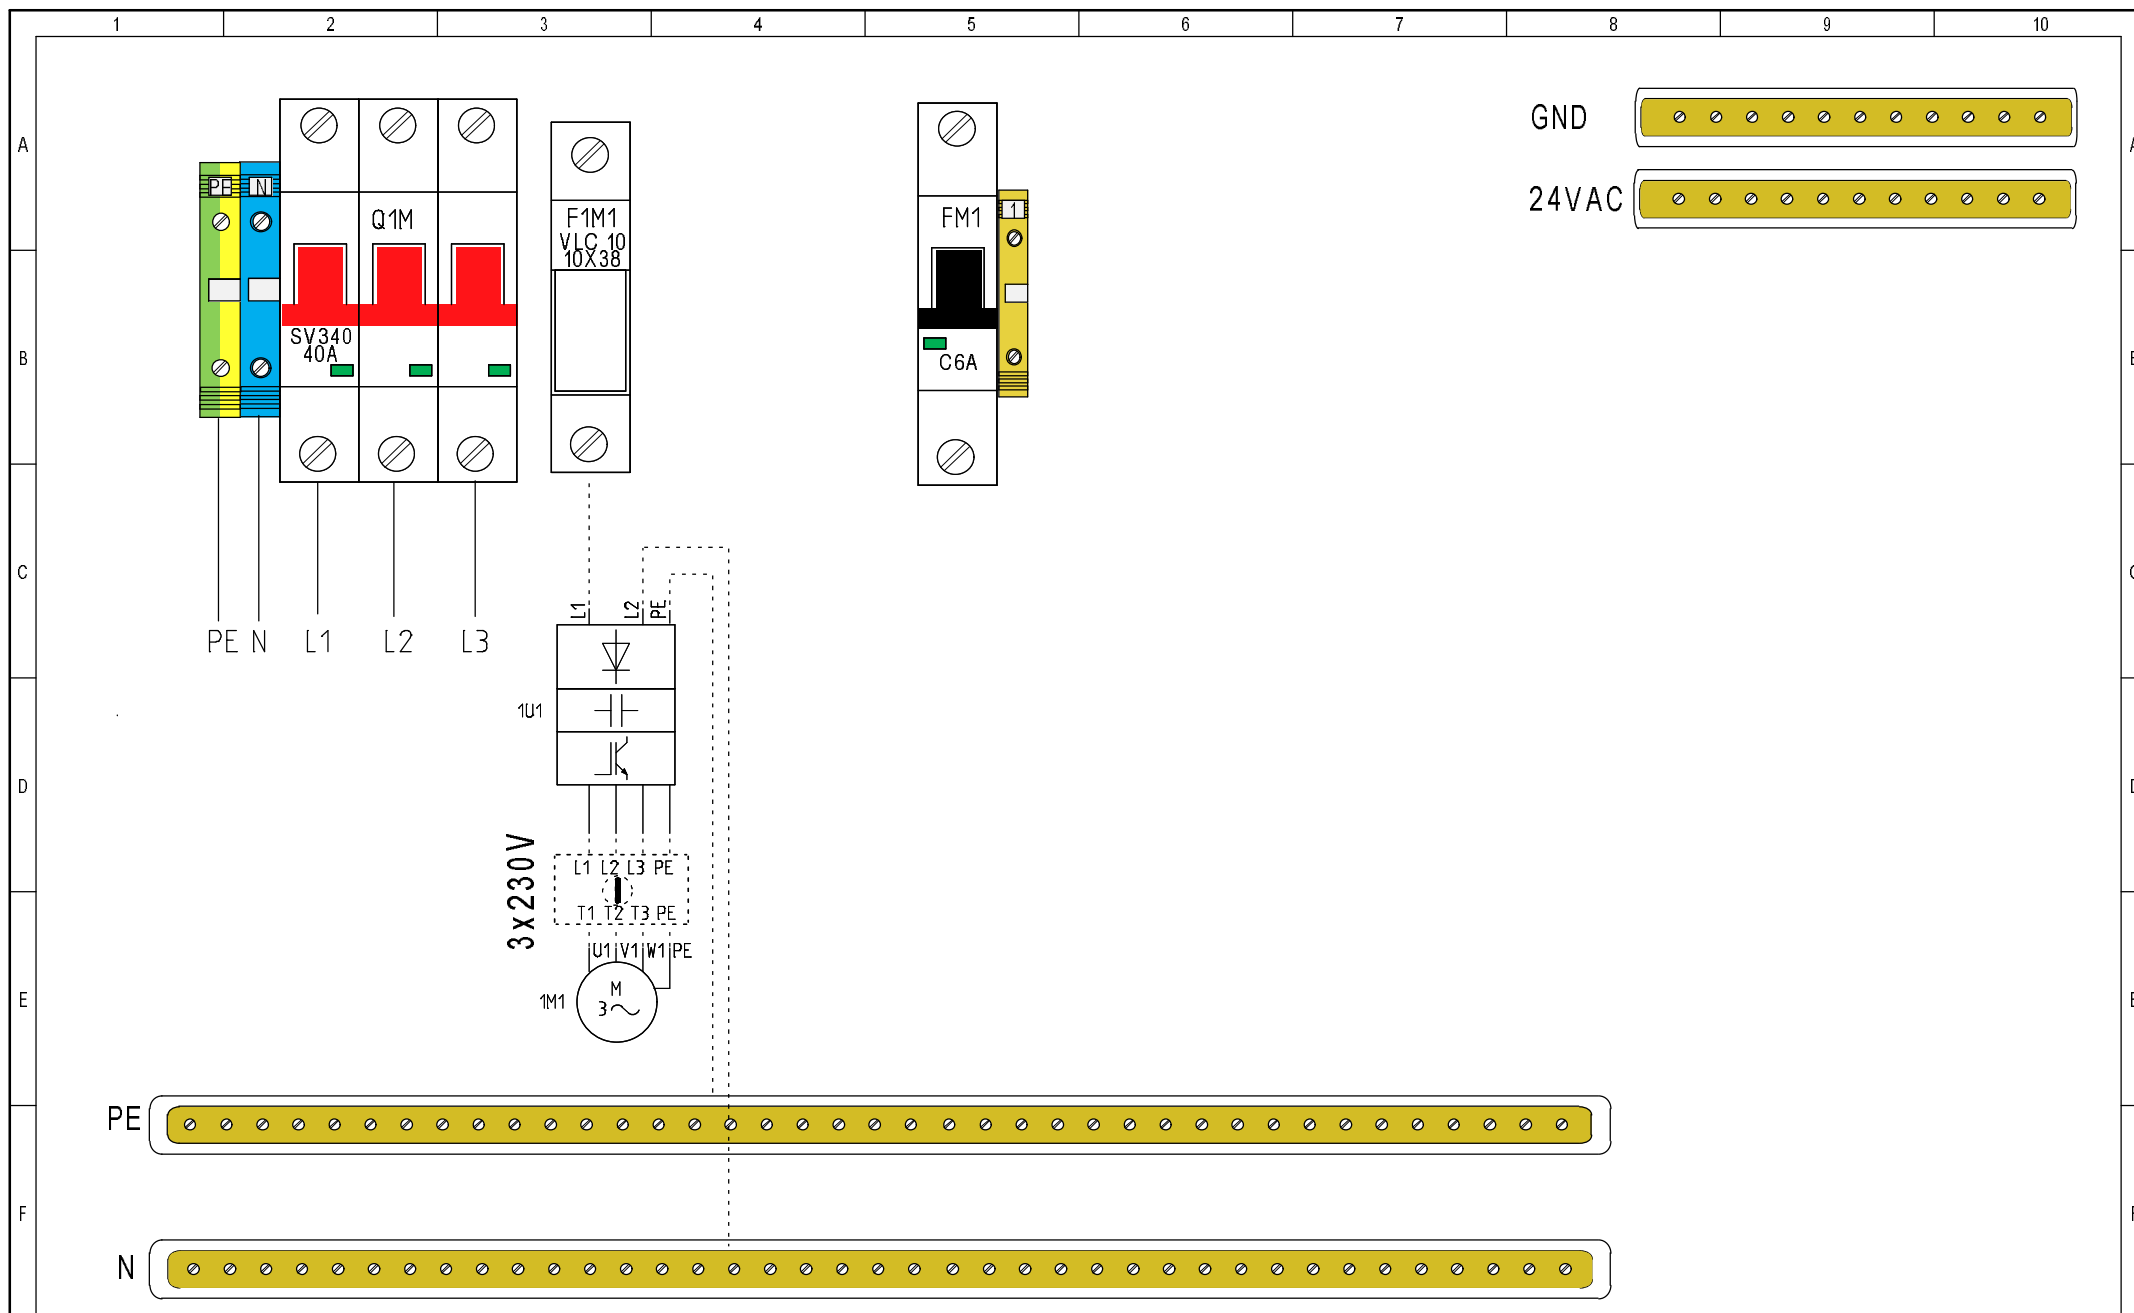 1 2 3 4 5 6 7 8 9 10
A
GND
24VAC
PE N
Q1M
F1M1
VLC 10
10X38
FM1
1
B
SV340
40A
C6A
C
L1 L2 PE
PE N L1 L2 L3
1U1
D
3x230V
L1 L2 L3 PE
T1 T2 T3 PE
U1 V1 W1 PE
E
1M1
M
3
PE
F
N